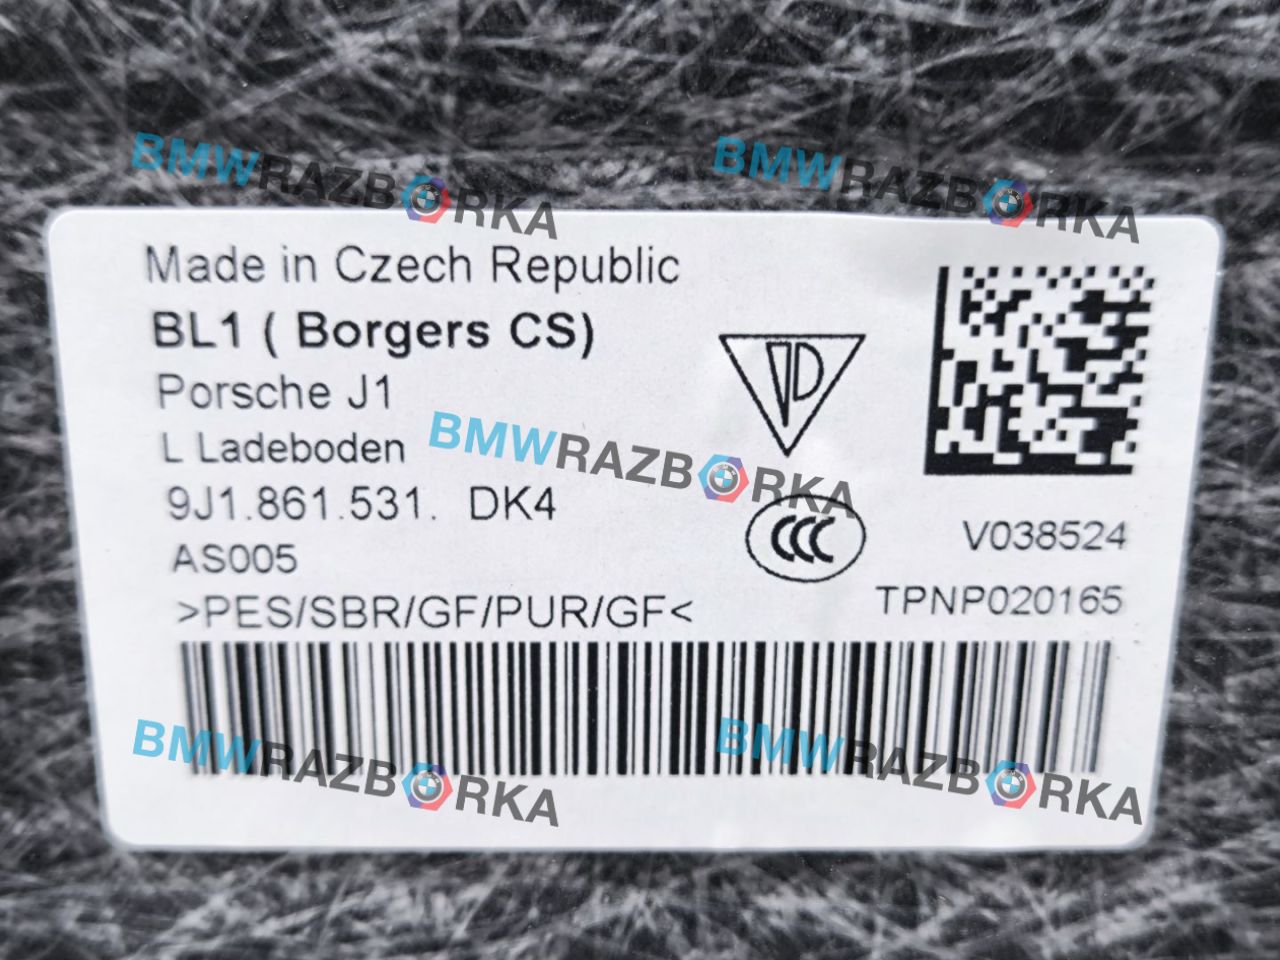 BMWRAZBORKA
BMWRAZBORKA
Made in Czech Republic
BL1 ( Borgers CS)
Porsche J1
L Ladeboden
BMWRAZBORKA
9J1.861.531. DK4
CCC
V038524
AS005
TPNP020165
>PES/SBR/GF/PUR/GF<
BMWRAZBORKA
BMWRAZBORKA